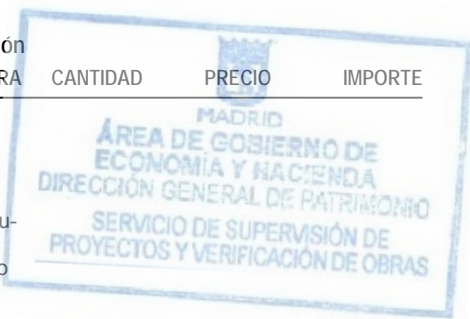 ón
RA CANTIDAD PRECIO IMPORTE
MADRID
ÁREA DE GOBIERNO DE
ECONOMÍA Y HACIENDA
DIRECCIÓN GENERAL DE PATRIMONIO
u-
SERVICIO DE SUPERVISIÓN DE
PROYECTOS Y VERIFICACIÓN DE OBRAS
o